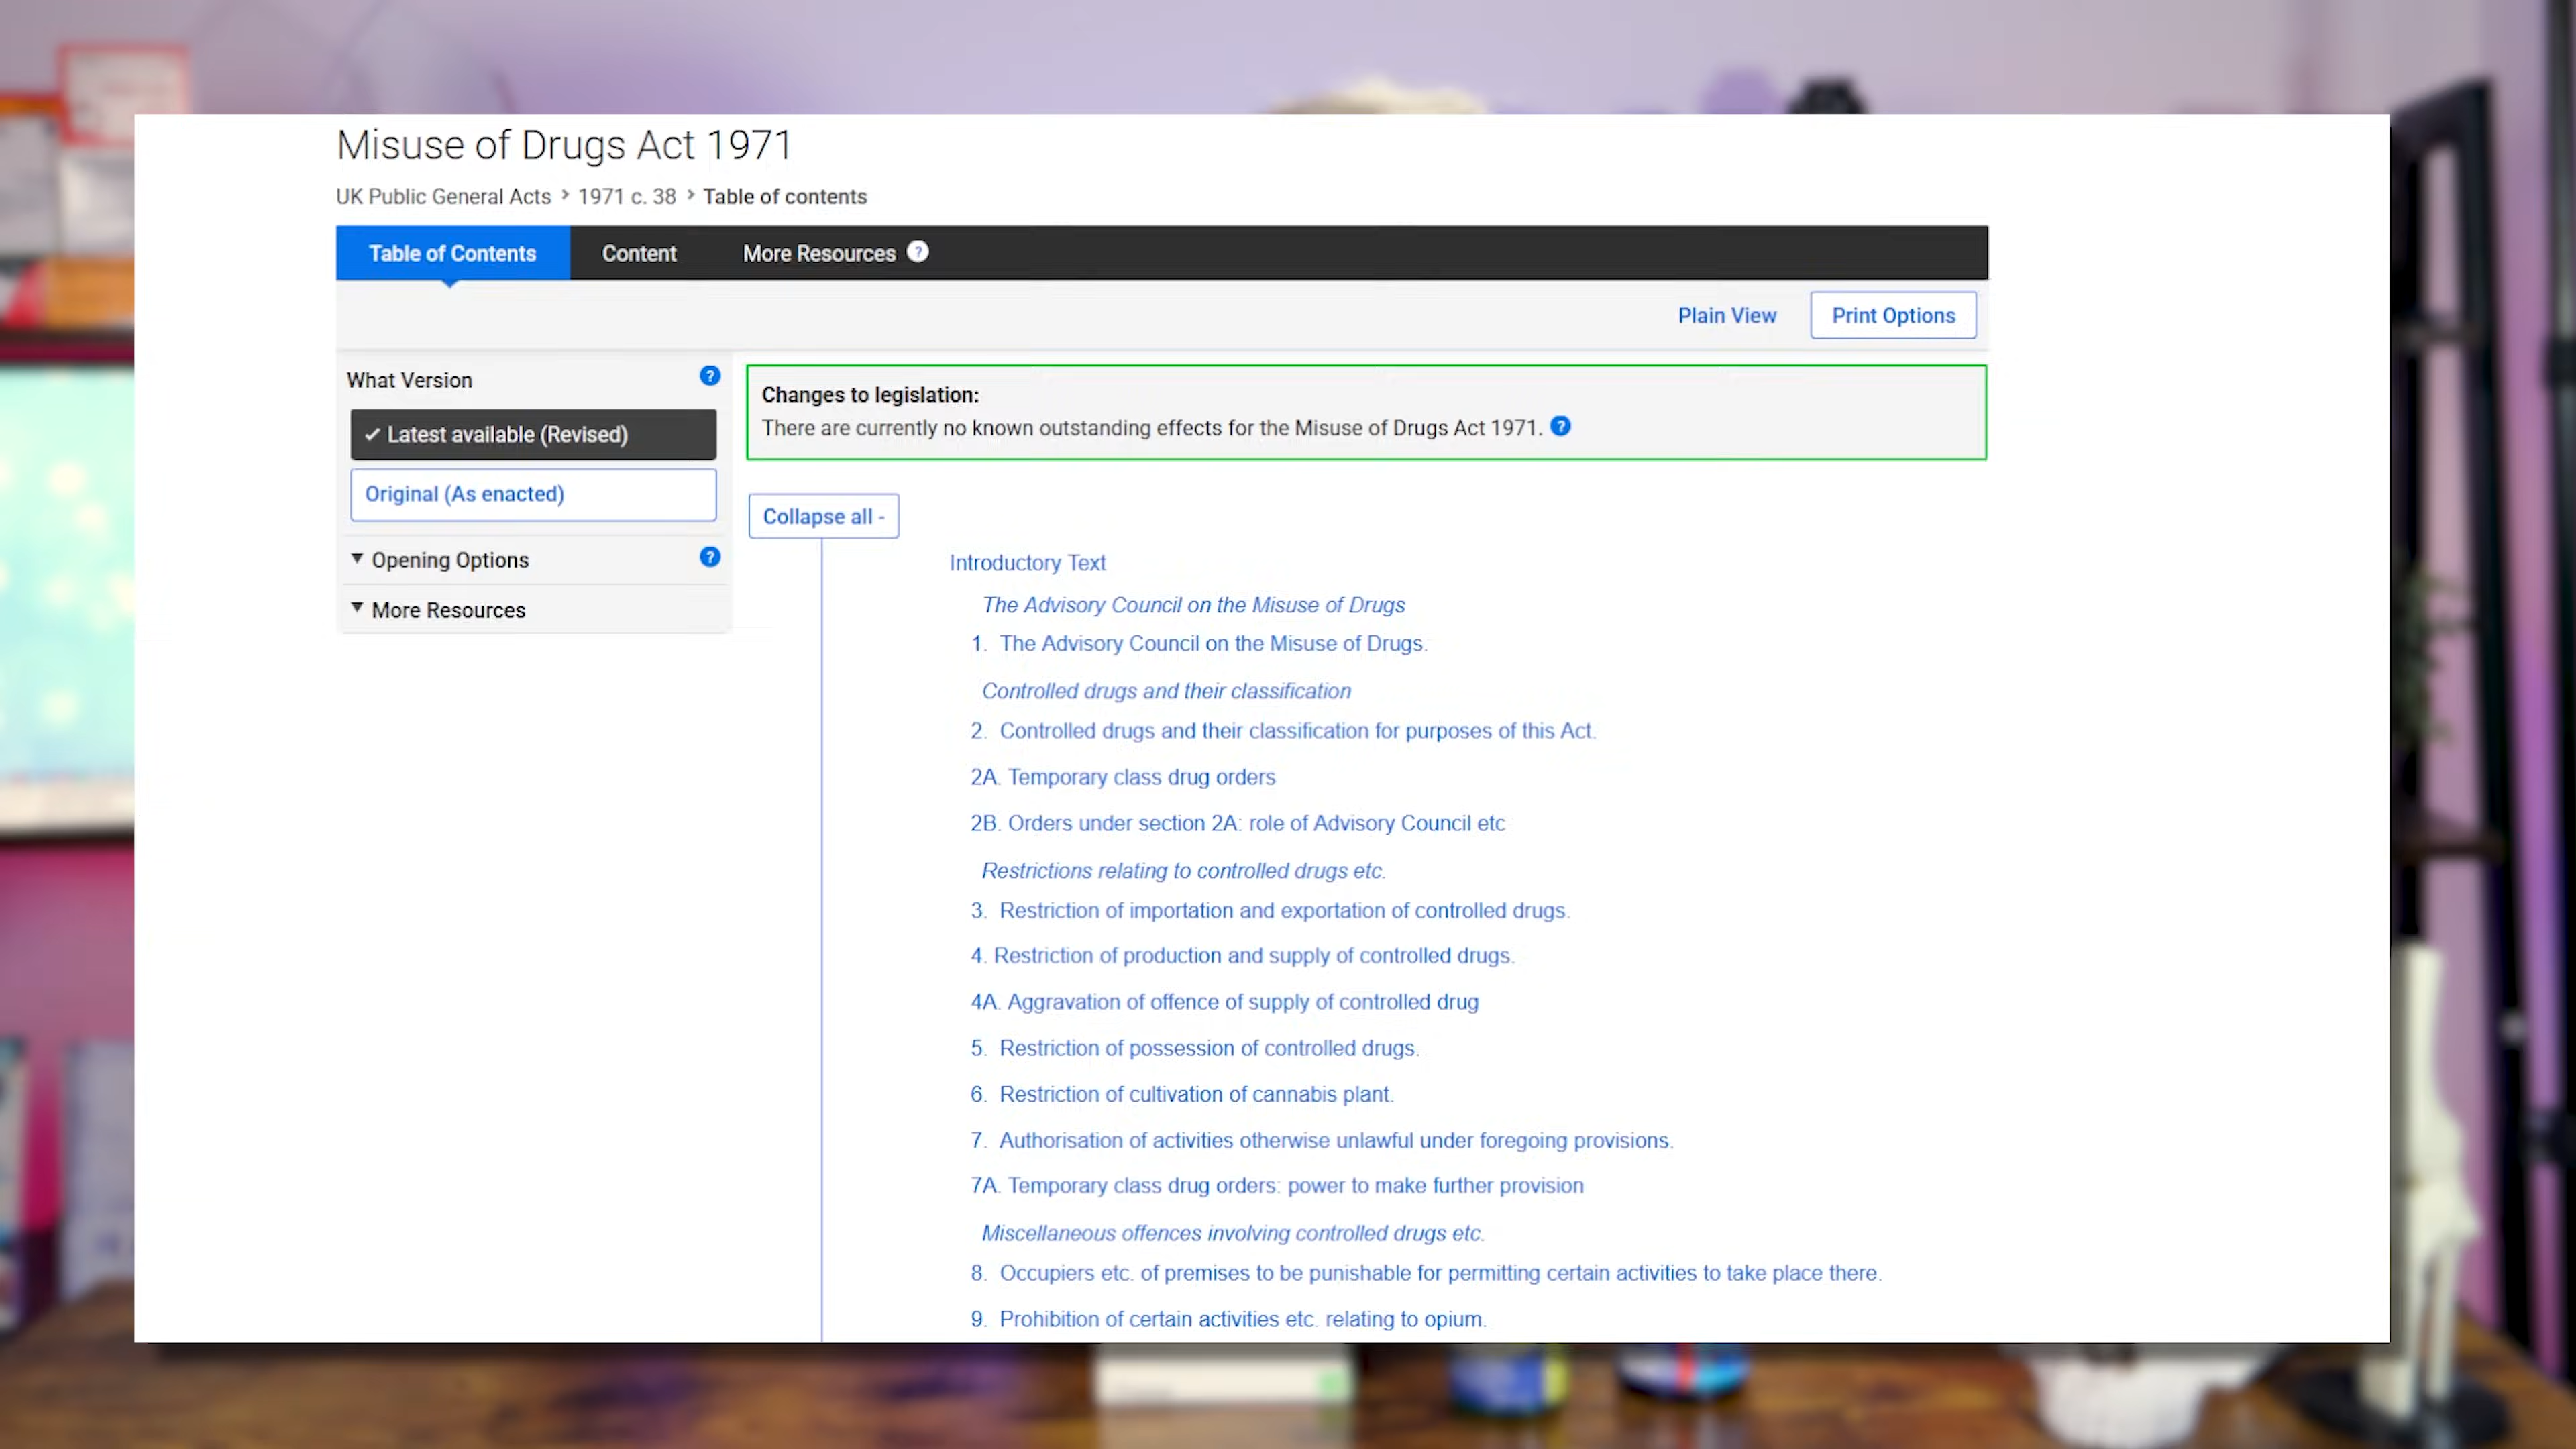 Misuse of Drugs Act 1971
UK Public General Acts > 1971 c. 38 > Table of contents
Table of Contents
Content
More Resources ?
Plain View
Print Options
What Version ?
✓ Latest available (Revised)
Original (As enacted)
▼ Opening Options ?
▼ More Resources
Changes to legislation:
There are currently no known outstanding effects for the Misuse of Drugs Act 1971. ?
Collapse all -
Introductory Text
The Advisory Council on the Misuse of Drugs
1. The Advisory Council on the Misuse of Drugs.
Controlled drugs and their classification
2. Controlled drugs and their classification for purposes of this Act.
2A. Temporary class drug orders
2B. Orders under section 2A: role of Advisory Council etc
Restrictions relating to controlled drugs etc.
3. Restriction of importation and exportation of controlled drugs.
4. Restriction of production and supply of controlled drugs.
4A. Aggravation of offence of supply of controlled drug
5. Restriction of possession of controlled drugs.
6. Restriction of cultivation of cannabis plant.
7. Authorisation of activities otherwise unlawful under foregoing provisions.
7A. Temporary class drug orders: power to make further provision
Miscellaneous offences involving controlled drugs etc.
8. Occupiers etc. of premises to be punishable for permitting certain activities to take place there.
9. Prohibition of certain activities etc. relating to opium.